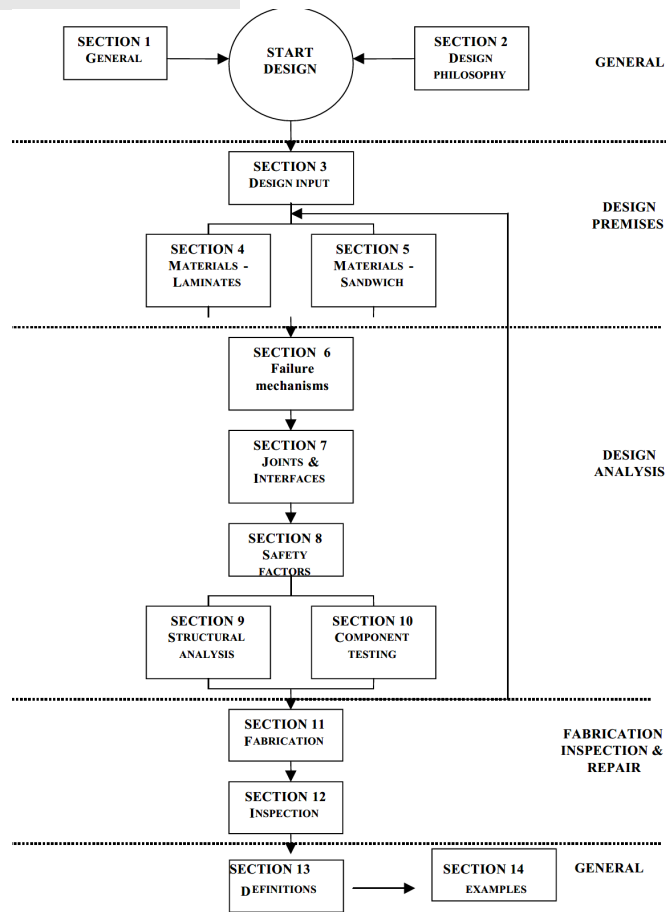 SECTION 1
GENERAL
START
DESIGN
SECTION 2
DESIGN
PHILOSOPHY
GENERAL
SECTION 3
DESIGN INPUT
DESIGN
PREMISES
SECTION 4
MATERIALS -
LAMINATES
SECTION 5
MATERIALS -
SANDWICH
SECTION 6
Failure
mechanisms
SECTION 7
JOINTS &
INTERFACES
DESIGN
ANALYSIS
SECTION 8
SAFETY
FACTORS
SECTION 9
STRUCTURAL
ANALYSIS
SECTION 10
COMPONENT
TESTING
SECTION 11
FABRICATION
FABRICATION
INSPECTION &
REPAIR
SECTION 12
INSPECTION
SECTION 13
DEFINITIONS
SECTION 14
EXAMPLES
GENERAL